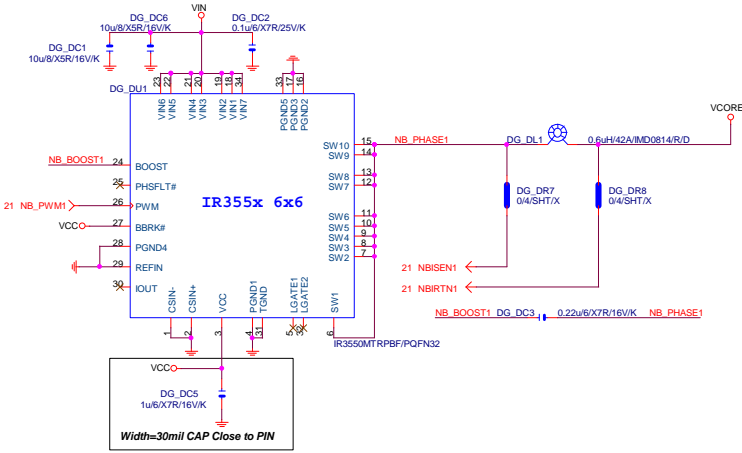 VIN
DG_DC6
10u/8/X5R/16V/K
DG_DC2
0.1u/6/X7R/25V/K
DG_DC1
10u/8/X5R/16V/K
DG_DU1
23 22 21 20 19 18 34 33 17 16
VIN6 VIN5 VIN4 VIN3 VIN2 VIN1 VIN7 PGND5 PGND3 PGND2
VCORE
SW10 15 NB_PHASE1 DG_DL1 0.6uH/42A/IMD0814/R/D
SW9 14
NB_BOOST1 24 BOOST
SW8 13
SW7 12
25 PHSFLT#
DG_DR7
0/4/SHT/X
DG_DR8
0/4/SHT/X
21 NB_PWM1 26 PWM
IR355x 6x6
SW6 11
VCC 27 BBRK#
SW5 10
SW4 9
28 PGND4
SW3 8
SW2 7
29 REFIN
21 NBISEN1
30 IOUT
21 NBIRTN1
CSIN- CSIN+ VCC PGND1 TGND LGATE1 LGATE2 SW1
NB_BOOST1 DG_DC3 0.22u/6/X7R/16V/K NB_PHASE1
1 2 3 4 31 5 32 6
IR3550MTRPBF/PQFN32
VCC
DG_DC5
1u/6/X7R/16V/K
Width=30mil CAP Close to PIN